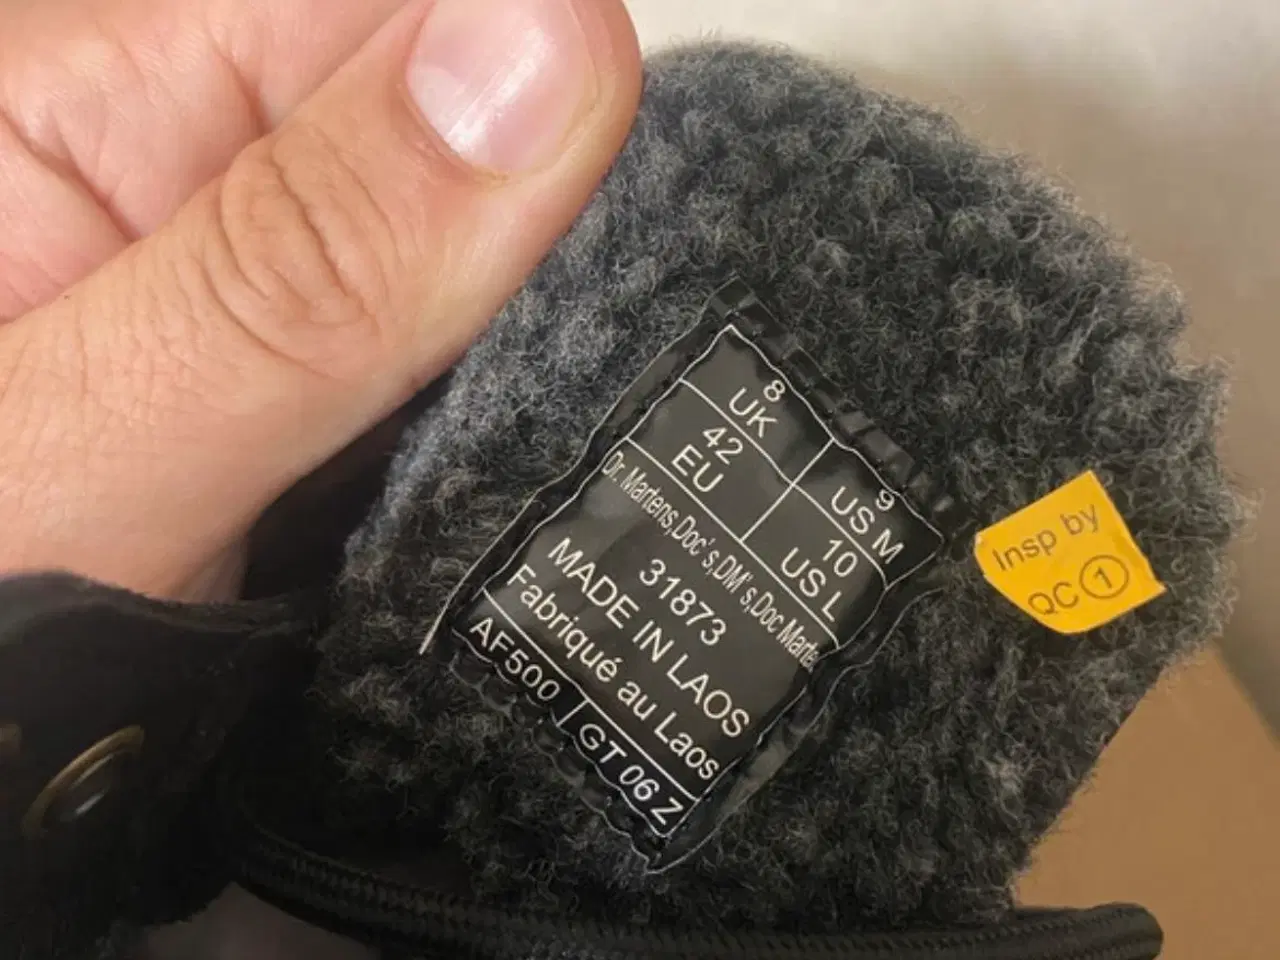 8
UK
9
US M
42
EU
10
US L
Dr. Martens,Doc's,DM's,Doc Marte
31873
MADE IN LAOS
Fabriqué au Laos
AF500
GT 06 Z
Insp by
QC 1